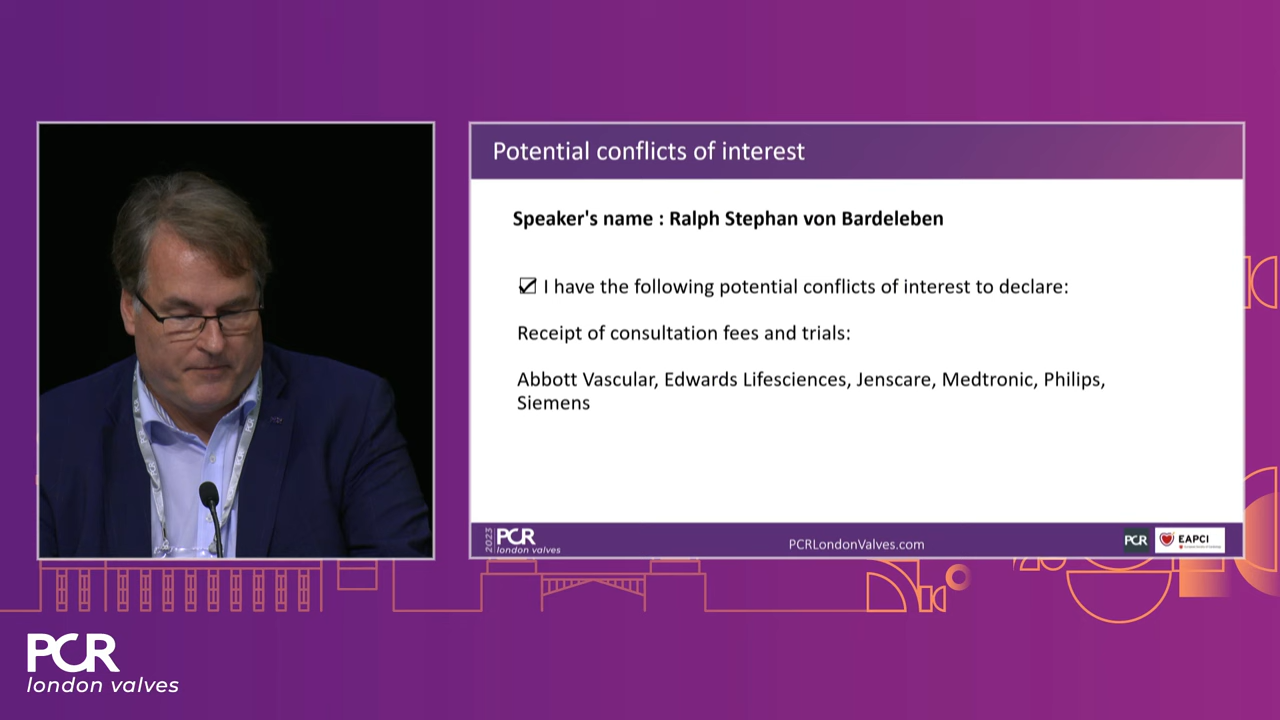 Potential conflicts of interest
Speaker's name : Ralph Stephan von Bardeleben
I have the following potential conflicts of interest to declare:
Receipt of consultation fees and trials:
Abbott Vascular, Edwards Lifesciences, Jenscare, Medtronic, Philips,
Siemens
2023
PCR
london valves
PCRLondonValves.com
PCR
EAPCI
PCR
london valves